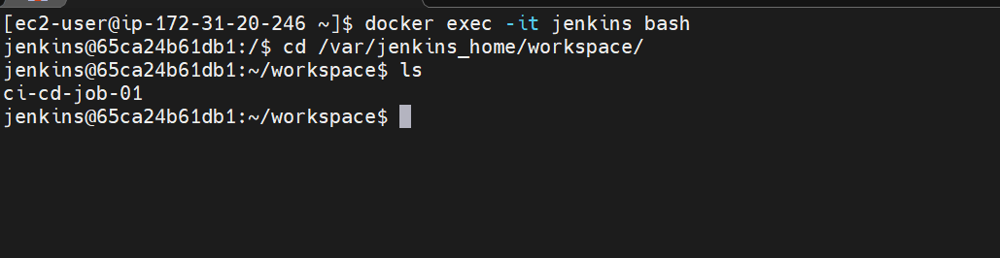 [ec2-user@ip-172-31-20-246 ~]$ docker exec -it jenkins bash
jenkins@65ca24b61db1:/$ cd /var/jenkins_home/workspace/
jenkins@65ca24b61db1:~/workspace$ ls
ci-cd-job-01
jenkins@65ca24b61db1:~/workspace$